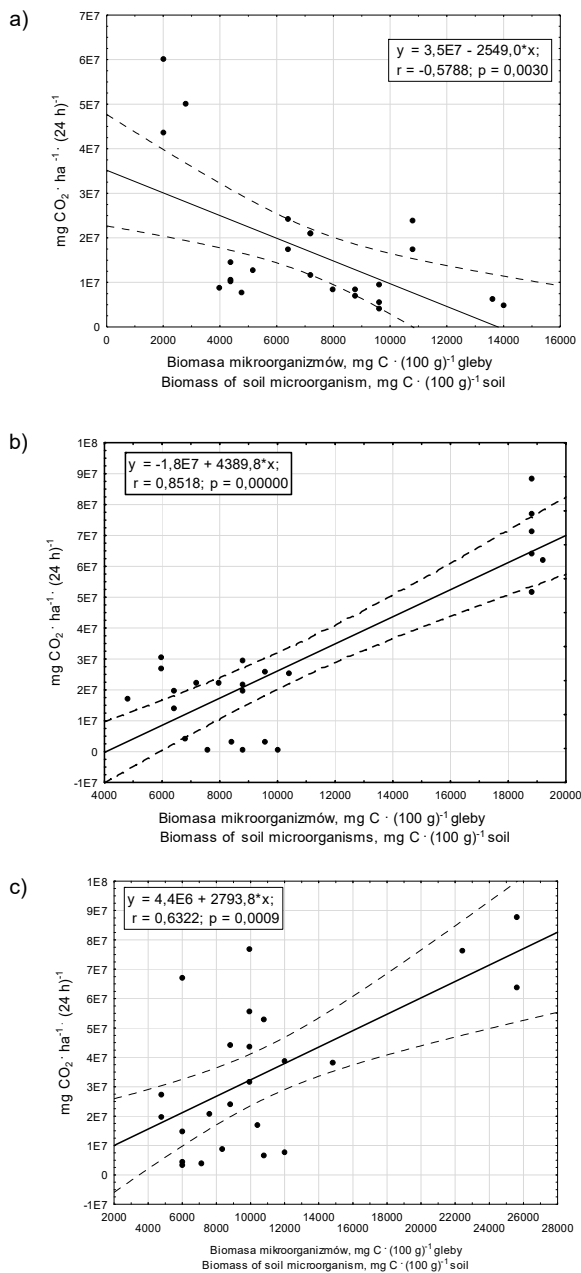 a)
7E7
6E7
5E7
4E7
3E7
2E7
1E7
0
mg CO₂ · ha⁻¹ · (24 h)⁻¹
y = 3,5E7 - 2549,0*x;
r = -0,5788; p = 0,0030
0 2000 4000 6000 8000 10000 12000 14000 16000
Biomasa mikroorganizmów, mg C · (100 g)⁻¹ gleby
Biomass of soil microorganism, mg C · (100 g)⁻¹ soil
b)
1E8
9E7
8E7
7E7
6E7
5E7
4E7
3E7
2E7
1E7
0
-1E7
mg CO₂ · ha⁻¹ · (24 h)⁻¹
y = -1,8E7 + 4389,8*x;
r = 0,8518; p = 0,00000
4000 6000 8000 10000 12000 14000 16000 18000 20000
Biomasa mikroorganizmów, mg C · (100 g)⁻¹ gleby
Biomass of soil microorganisms, mg C · (100 g)⁻¹ soil
c)
1E8
9E7
8E7
7E7
6E7
5E7
4E7
3E7
2E7
1E7
0
-1E7
mg CO₂ · ha⁻¹ · (24 h)⁻¹
y = 4,4E6 + 2793,8*x;
r = 0,6322; p = 0,0009
2000 4000 6000 8000 10000 12000 14000 16000 18000 20000 22000 24000 26000 28000
Biomasa mikroorganizmów, mg C · (100 g)⁻¹ gleby
Biomass of soil microorganism, mg C · (100 g)⁻¹ soil